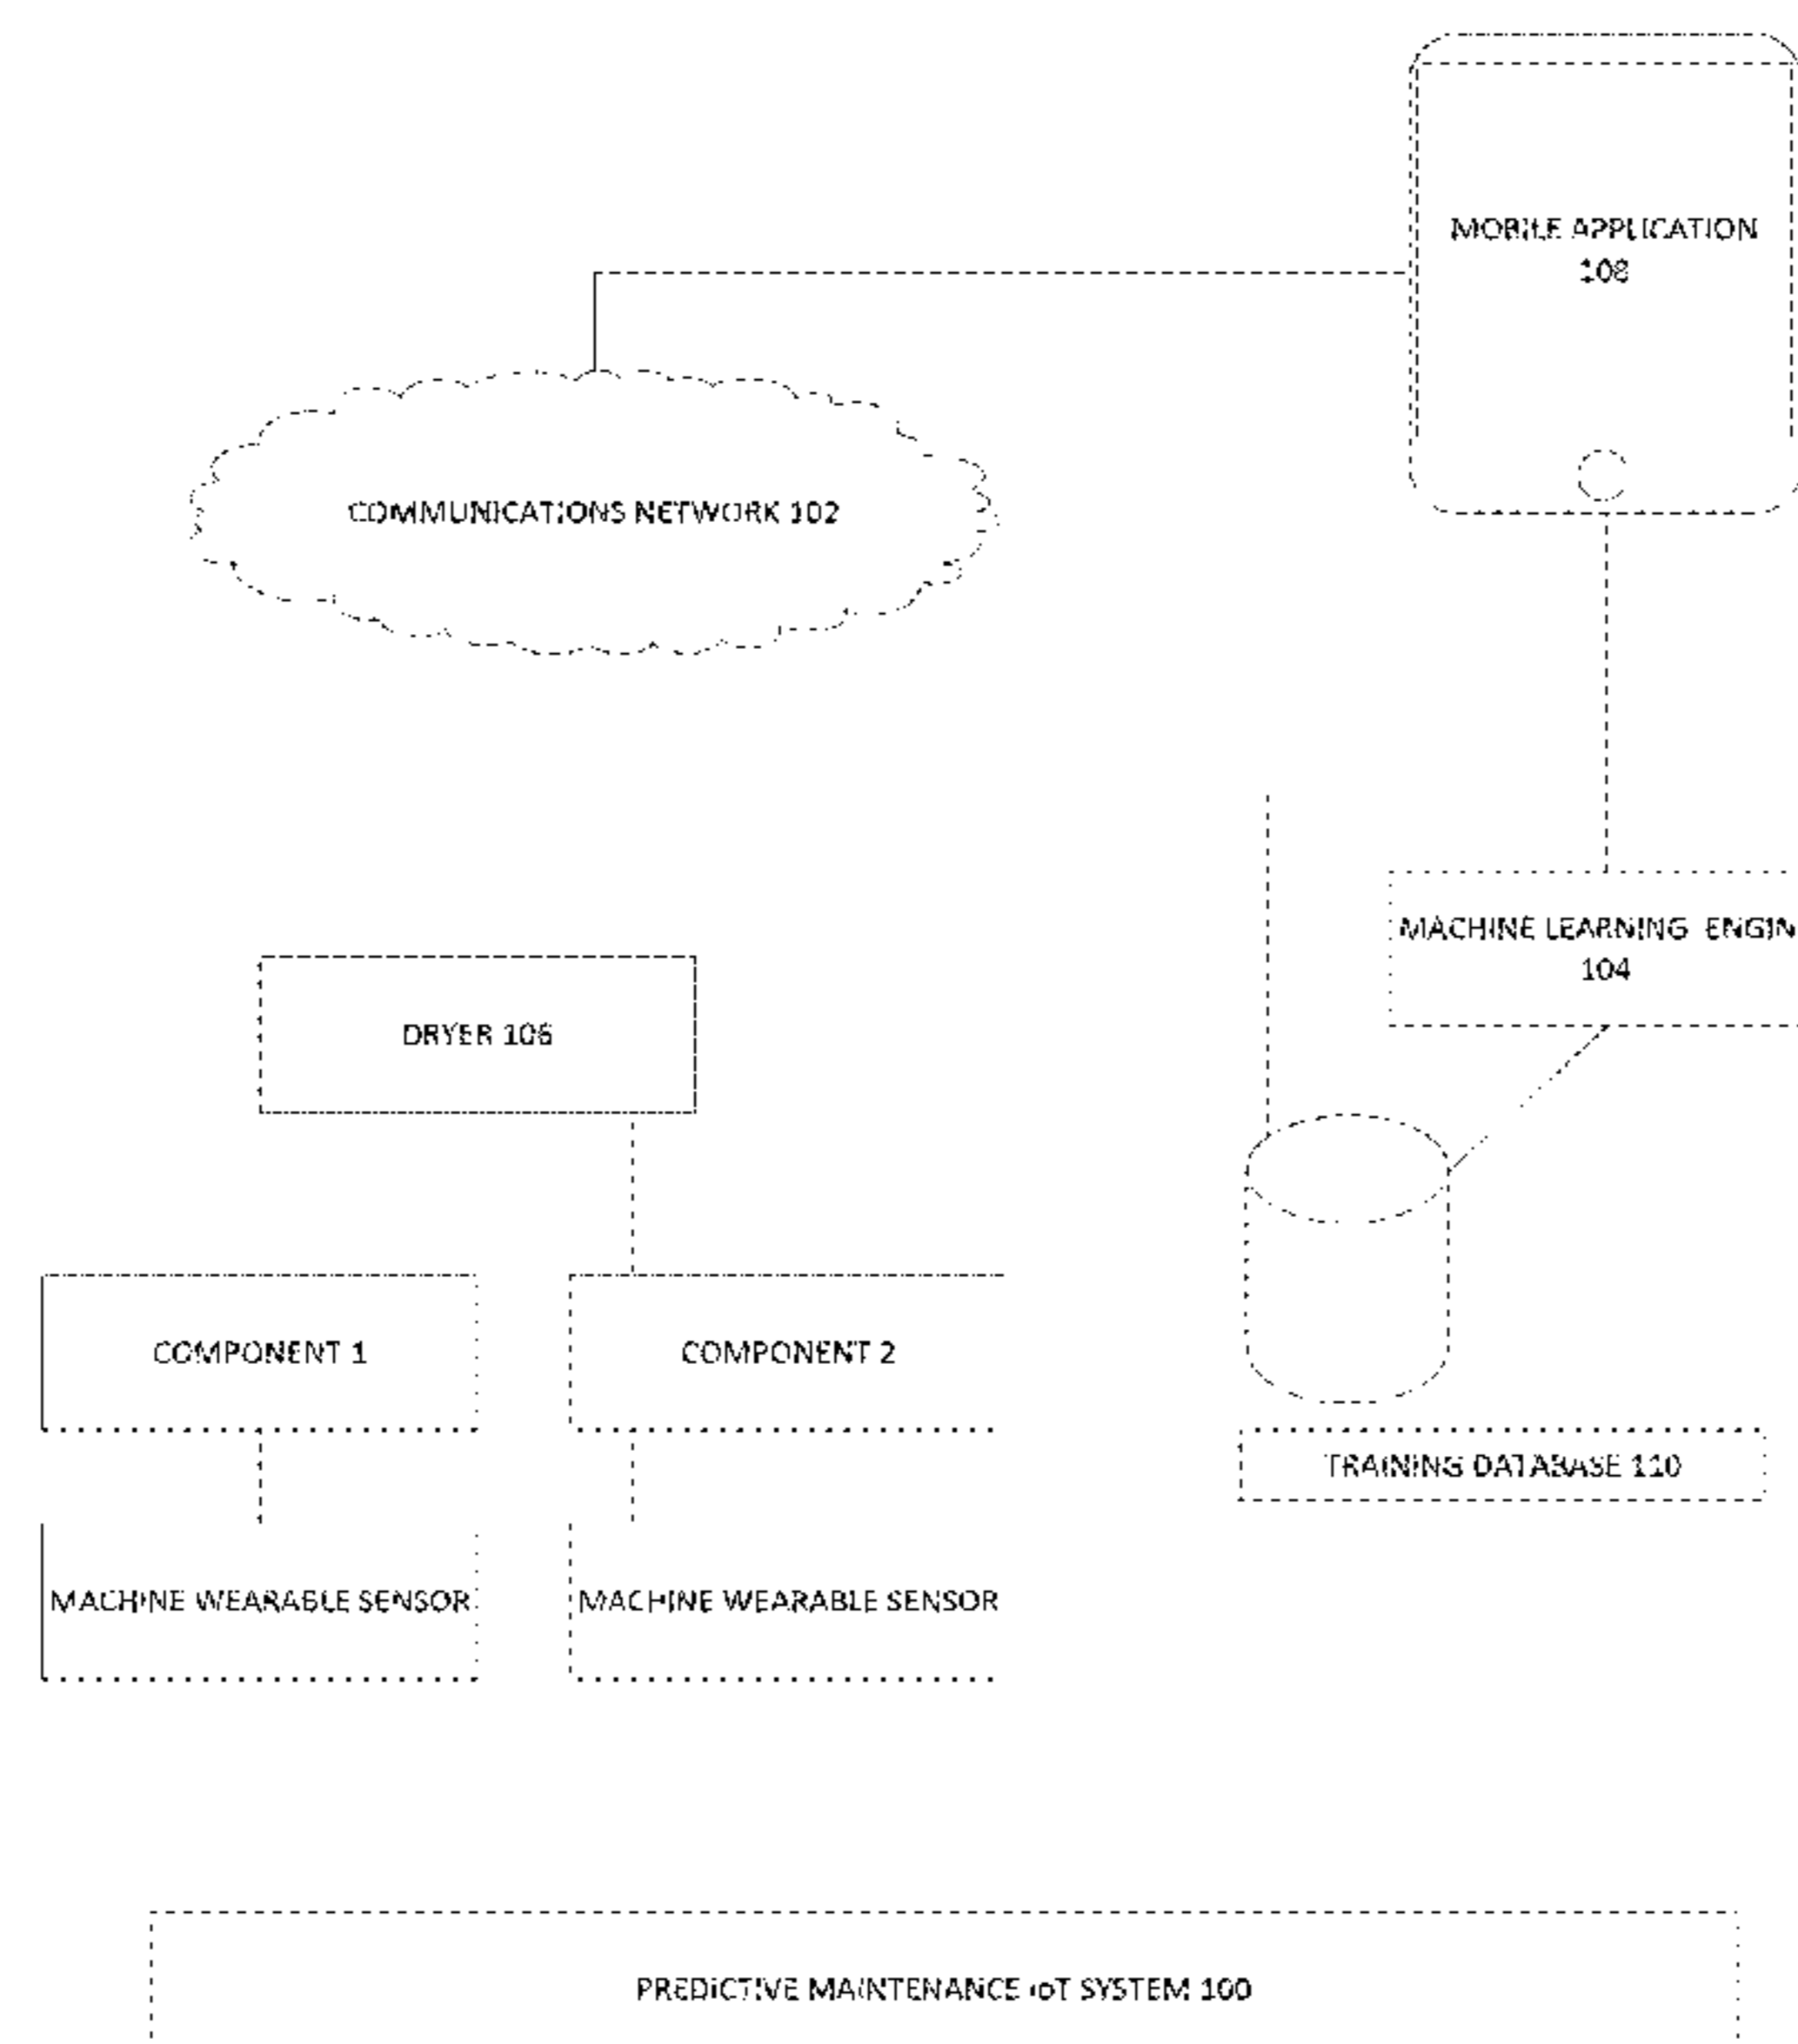 MOBILE APPLICATION
108
COMMUNICATIONS NETWORK 102
MACHINE LEARNING ENGIN
104
DRYER 106
COMPONENT 1
COMPONENT 2
TRAINING DATABASE 110
MACHINE WEARABLE SENSOR
MACHINE WEARABLE SENSOR
PREDICTIVE MAINTENANCE IoT SYSTEM 100